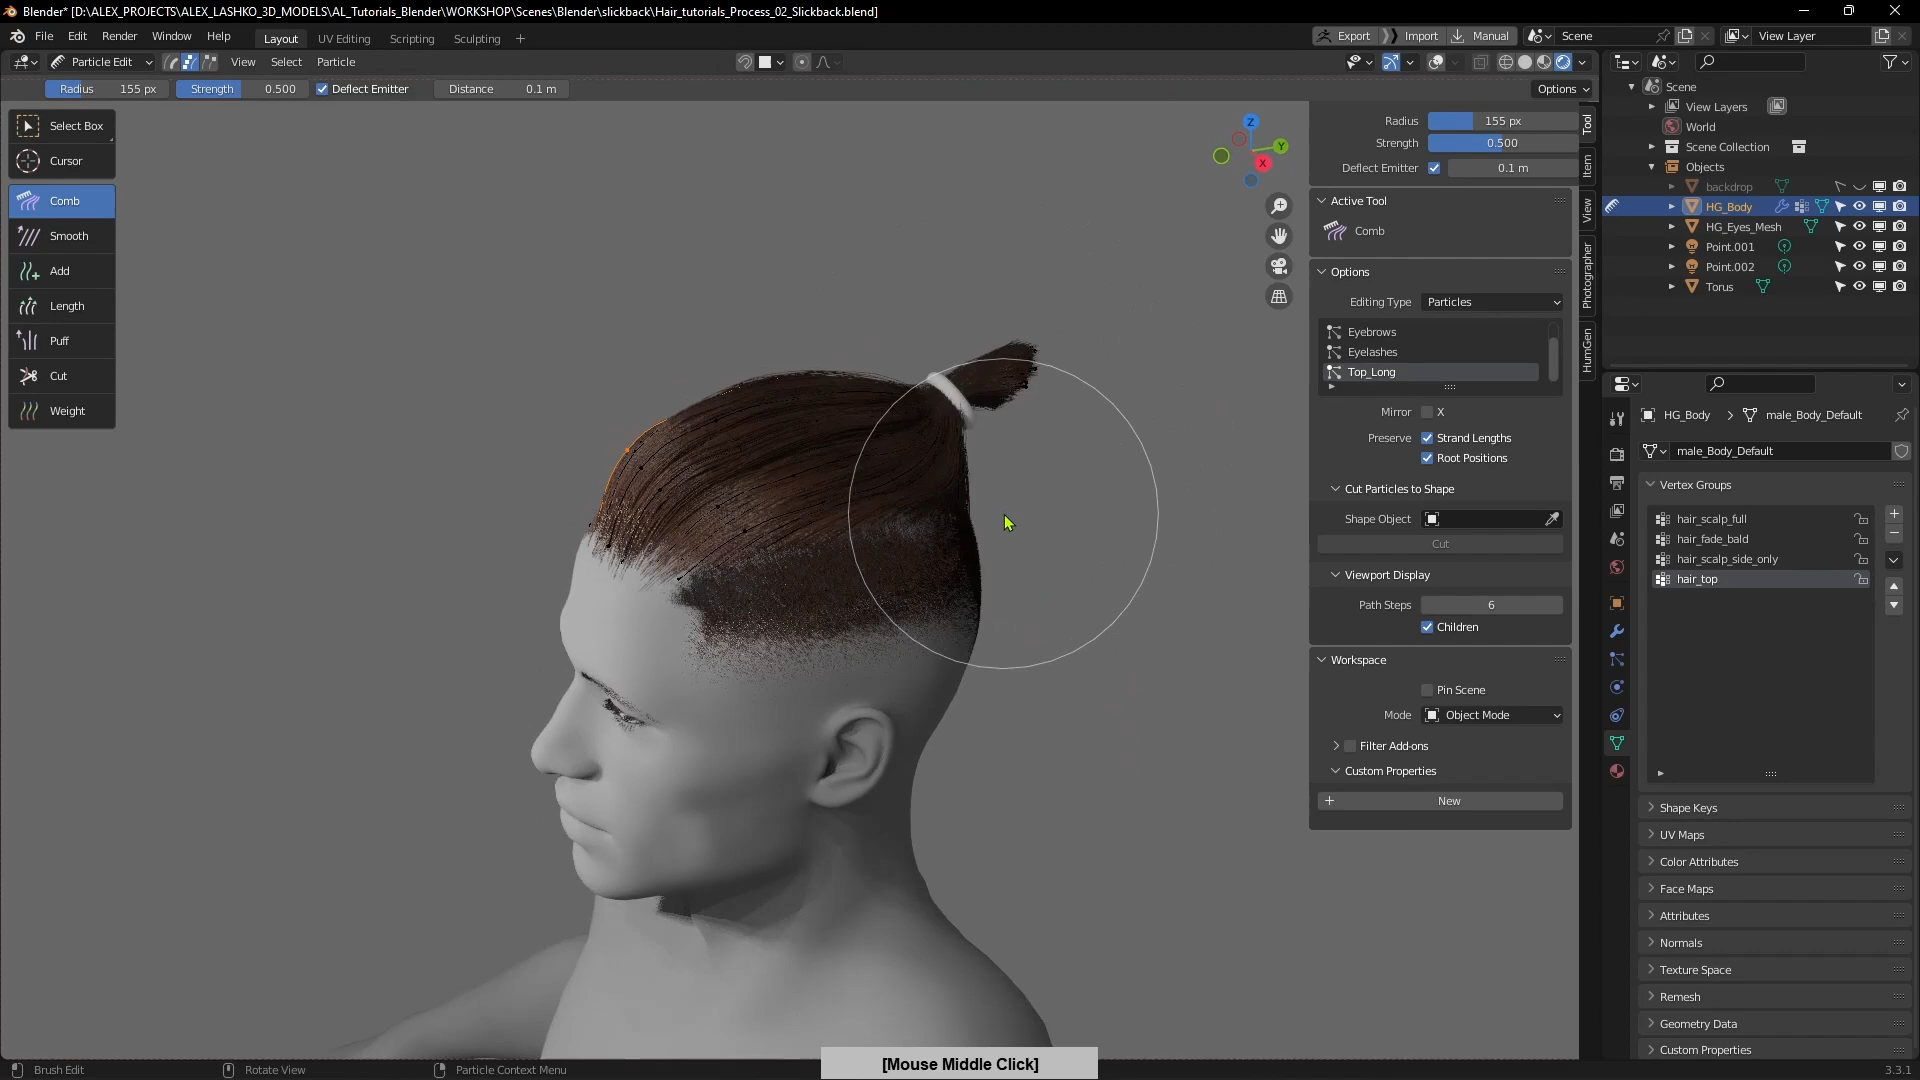 Blender* [D:\ALEX_PROJECTS\ALEX_LASHKO_3D_MODELS\AL_Tutorials_Blender\WORKSHOP\Scenes\Blender\slickback\Hair_tutorials_Process_02_Slickback.blend]
File Edit Render Window Help Layout UV Editing Scripting Sculpting + Export Import Manual Scene View Layer
Particle Edit View Select Particle
Radius 155 px Strength 0.500 Deflect Emitter Distance 0.1 m Options
Select Box
Cursor
Comb
Smooth
Add
Length
Puff
Cut
Weight
Z
Y
X
Radius 155 px
Strength 0.500
Deflect Emitter 0.1 m
Active Tool
Comb
Options
Editing Type Particles
Eyebrows
Eyelashes
Top_Long
Mirror X
Preserve Strand Lengths
Root Positions
Cut Particles to Shape
Shape Object
Cut
Viewport Display
Path Steps 6
Children
Workspace
Pin Scene
Mode Object Mode
Filter Add-ons
Custom Properties
+ New
Tool
Item
View
Photographer
HumGen
Scene
View Layers
World
Scene Collection
Objects
backdrop
HG_Body
HG_Eyes_Mesh
Point.001
Point.002
Torus
HG_Body > male_Body_Default
male_Body_Default
Vertex Groups
hair_scalp_full
hair_fade_bald
hair_scalp_side_only
hair_top
Shape Keys
UV Maps
Color Attributes
Face Maps
Attributes
Normals
Texture Space
Remesh
Geometry Data
Custom Properties
Brush Edit Rotate View Particle Context Menu [Mouse Middle Click] 3.3.1